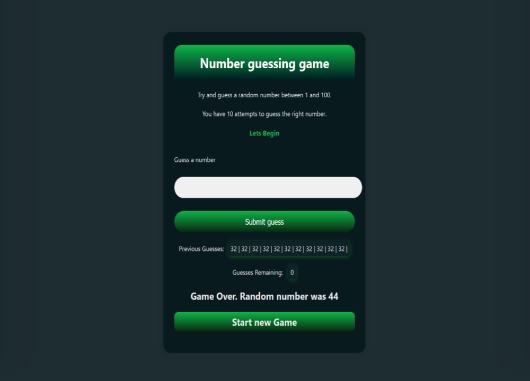 Number guessing game
Try and guess a random number between 1 and 100.
You have 10 attempts to guess the right number.
Lets Begin
Guess a number
Submit guess
Previous Guesses: 32 | 32 | 32 | 32 | 32 | 32 | 32 | 32 | 32 | 32 | 32 |
Guesses Remaining: 0
Game Over. Random number was 44
Start new Game